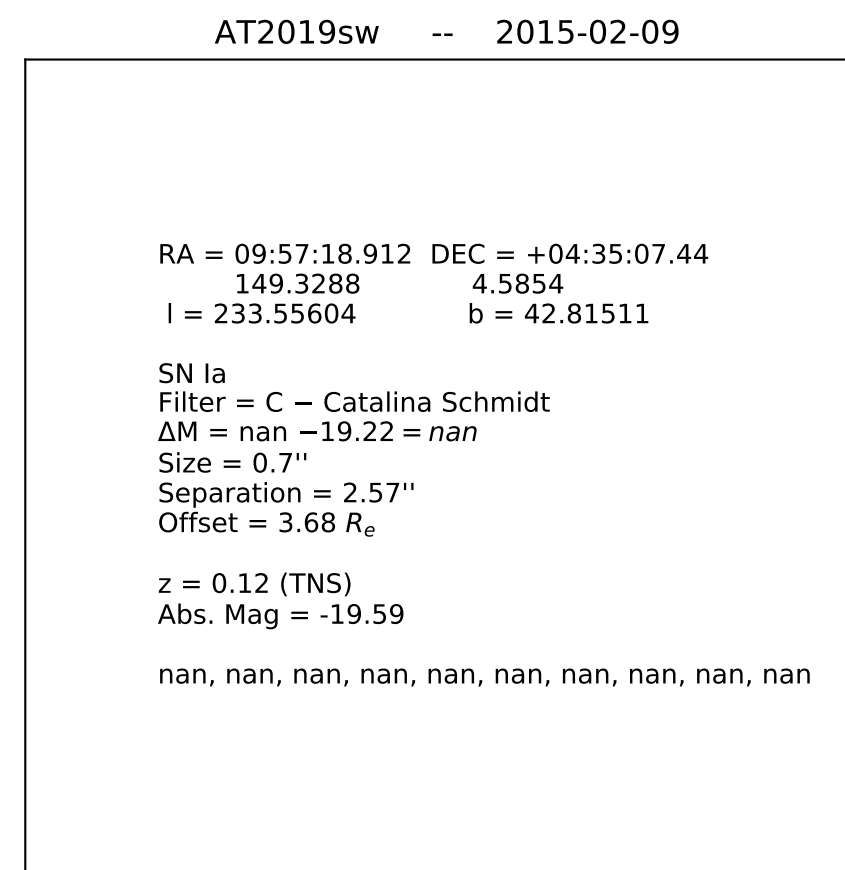 AT2019sw -- 2015-02-09
RA = 09:57:18.912 DEC = +04:35:07.44
149.3288 4.5854
l = 233.55604 b = 42.81511
SN Ia
Filter = C − Catalina Schmidt
ΔM = nan −19.22 = nan
Size = 0.7''
Separation = 2.57''
Offset = 3.68 Rₑ
z = 0.12 (TNS)
Abs. Mag = -19.59
nan, nan, nan, nan, nan, nan, nan, nan, nan, nan